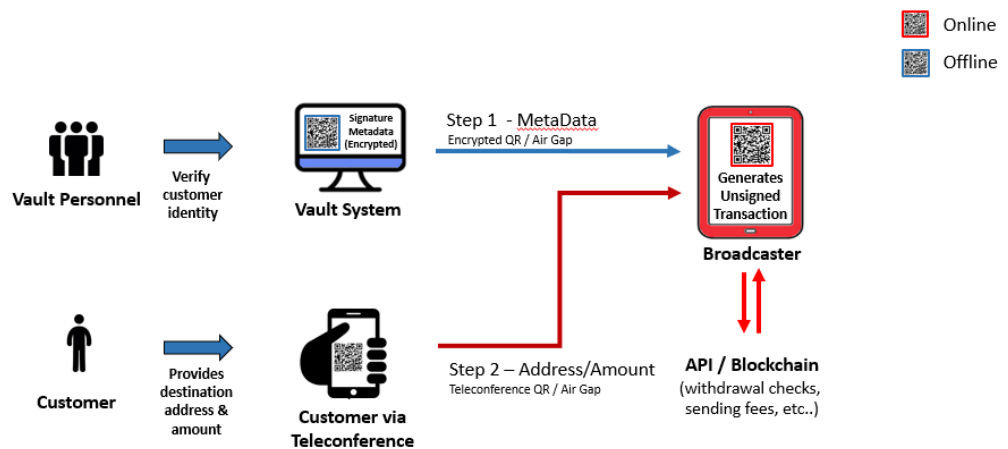 Online
Offline
Signature
Metadata
(Encrypted)
Step 1 - MetaData
Encrypted QR / Air Gap
Verify
customer
identity
Vault Personnel
Vault System
Generates
Unsigned
Transaction
Broadcaster
Step 2 – Address/Amount
Teleconference QR / Air Gap
Provides
destination
address &
amount
Customer
Customer via
Teleconference
API / Blockchain
(withdrawal checks,
sending fees, etc..)